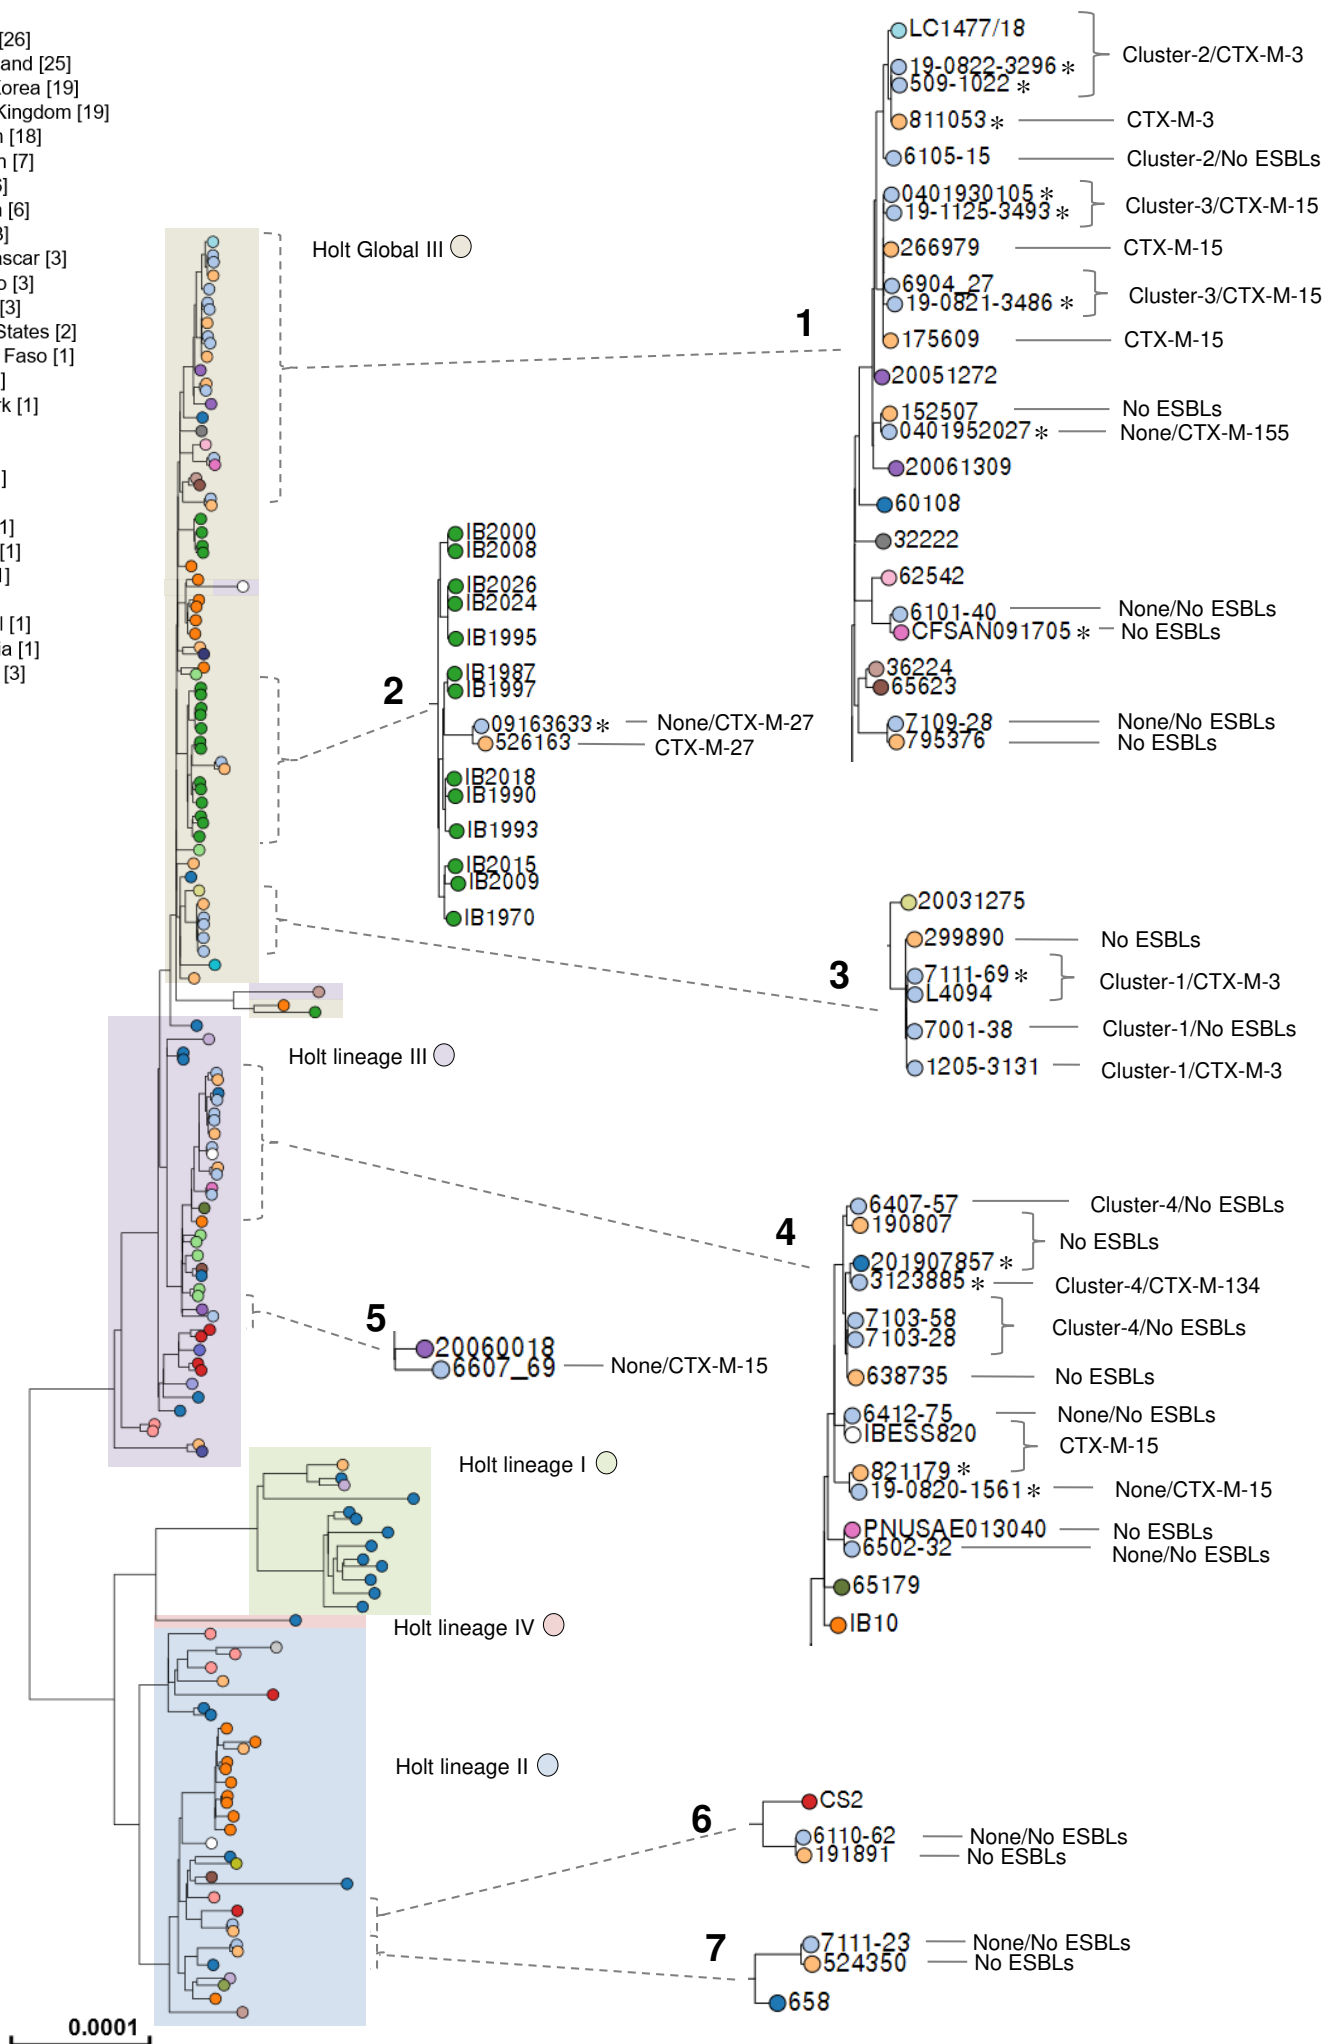 [26]
and [25]
Korea [19]
Kingdom [19]
n [18]
n [7]
6]
n [6]
3]
ascar [3]
o [3]
[3]
States [2]
Faso [1]
]
rk [1]
]
1]
[1]
1]
l [1]
ia [1]
[3]
Holt Global III
1
LC1477/18
19-0822-3296 *
509-1022 *
Cluster-2/CTX-M-3
811053 *
CTX-M-3
6105-15
Cluster-2/No ESBLs
0401930105 *
19-1125-3493 *
Cluster-3/CTX-M-15
266979
CTX-M-15
6904_27
19-0821-3486 *
Cluster-3/CTX-M-15
175609
CTX-M-15
20051272
152507
No ESBLs
0401952027 *
None/CTX-M-155
20061309
60108
32222
62542
6101-40
None/No ESBLs
CFSAN091705 *
No ESBLs
36224
65623
7109-28
None/No ESBLs
795376
No ESBLs
2
IB2000
IB2008
IB2026
IB2024
IB1995
IB1987
IB1997
09163633 *
None/CTX-M-27
526163
CTX-M-27
IB2018
IB1990
IB1993
IB2015
IB2009
IB1970
3
20031275
299890
No ESBLs
7111-69 *
L4094
Cluster-1/CTX-M-3
7001-38
Cluster-1/No ESBLs
1205-3131
Cluster-1/CTX-M-3
Holt lineage III
4
6407-57
Cluster-4/No ESBLs
190807
201907857 *
No ESBLs
3123885 *
Cluster-4/CTX-M-134
7103-58
7103-28
Cluster-4/No ESBLs
638735
No ESBLs
6412-75
None/No ESBLs
IBESS820
821179 *
CTX-M-15
19-0820-1561 *
None/CTX-M-15
PNUSAE013040
No ESBLs
6502-32
None/No ESBLs
65179
IB10
5
20060018
6607_69
None/CTX-M-15
Holt lineage I
Holt lineage IV
Holt lineage II
6
CS2
6110-62
None/No ESBLs
191891
No ESBLs
7
7111-23
None/No ESBLs
524350
No ESBLs
658
0.0001